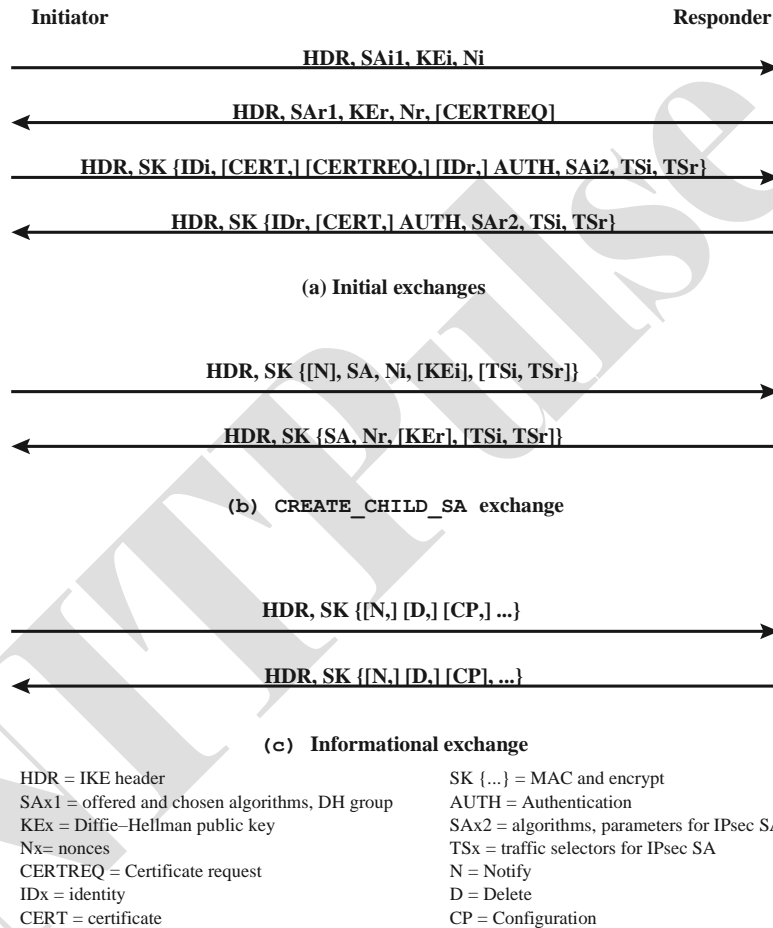 Initiator Responder
HDR, SAi1, KEi, Ni
HDR, SAr1, KEr, Nr, [CERTREQ]
HDR, SK {IDi, [CERT,] [CERTREQ,] [IDr,] AUTH, SAi2, TSi, TSr}
HDR, SK {IDr, [CERT,] AUTH, SAr2, TSi, TSr}
(a) Initial exchanges
HDR, SK {[N], SA, Ni, [KEi], [TSi, TSr]}
HDR, SK {SA, Nr, [KEr], [TSi, TSr]}
(b) CREATE_CHILD_SA exchange
HDR, SK {[N,] [D,] [CP,] ...}
HDR, SK {[N,] [D,] [CP], ...}
(c) Informational exchange
HDR = IKE header
SAx1 = offered and chosen algorithms, DH group
KEx = Diffie–Hellman public key
Nx= nonces
CERTREQ = Certificate request
IDx = identity
CERT = certificate
SK {...} = MAC and encrypt
AUTH = Authentication
SAx2 = algorithms, parameters for IPsec SA
TSx = traffic selectors for IPsec SA
N = Notify
D = Delete
CP = Configuration